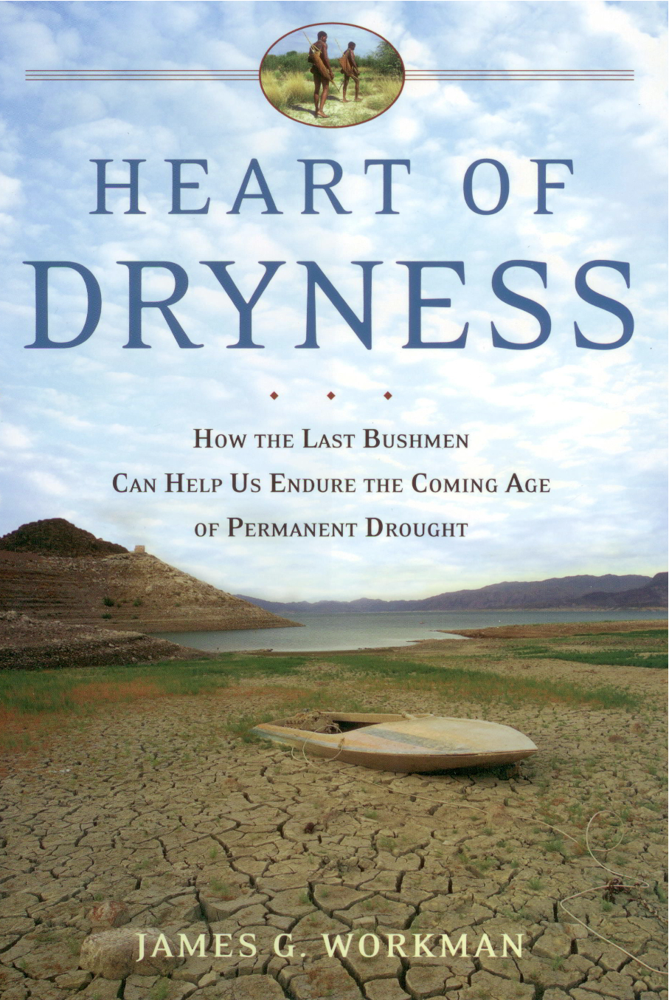 HEART OF
DRYNESS
HOW THE LAST BUSHMEN
CAN HELP US ENDURE THE COMING AGE
OF PERMANENT DROUGHT
JAMES G. WORKMAN